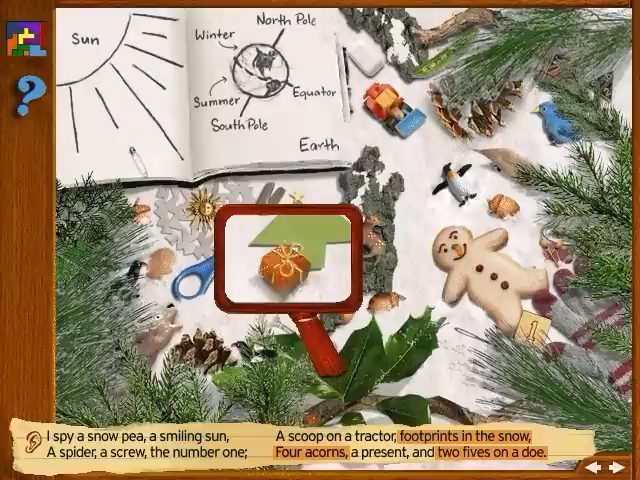 Sun
North Pole
Winter
Summer
Equator
South Pole
Earth
1
I spy a snow pea, a smiling sun,
A spider, a screw, the number one;
A scoop on a tractor, footprints in the snow,
Four acorns, a present, and two fives on a doe.